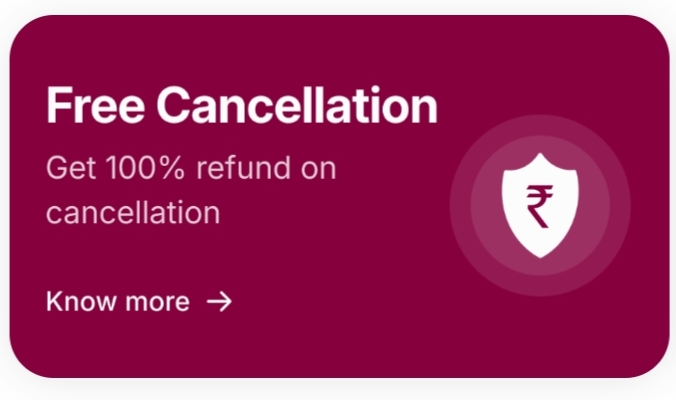 Free Cancellation
Get 100% refund on
cancellation
₹
Know more →